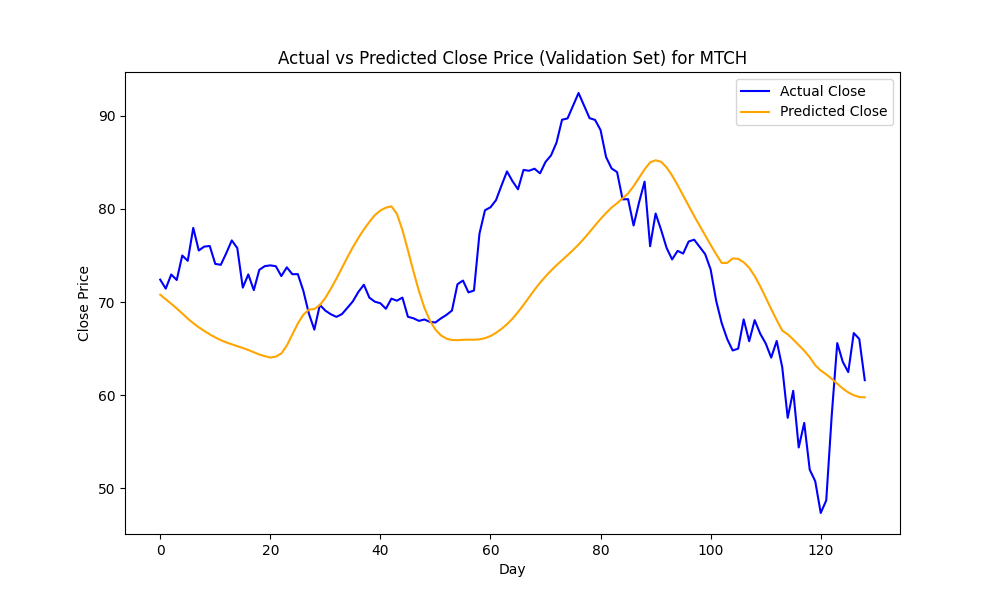 Actual vs Predicted Close Price (Validation Set) for MTCH
Actual Close
Predicted Close
Close Price
90
80
70
60
50
0 20 40 60 80 100 120
Day